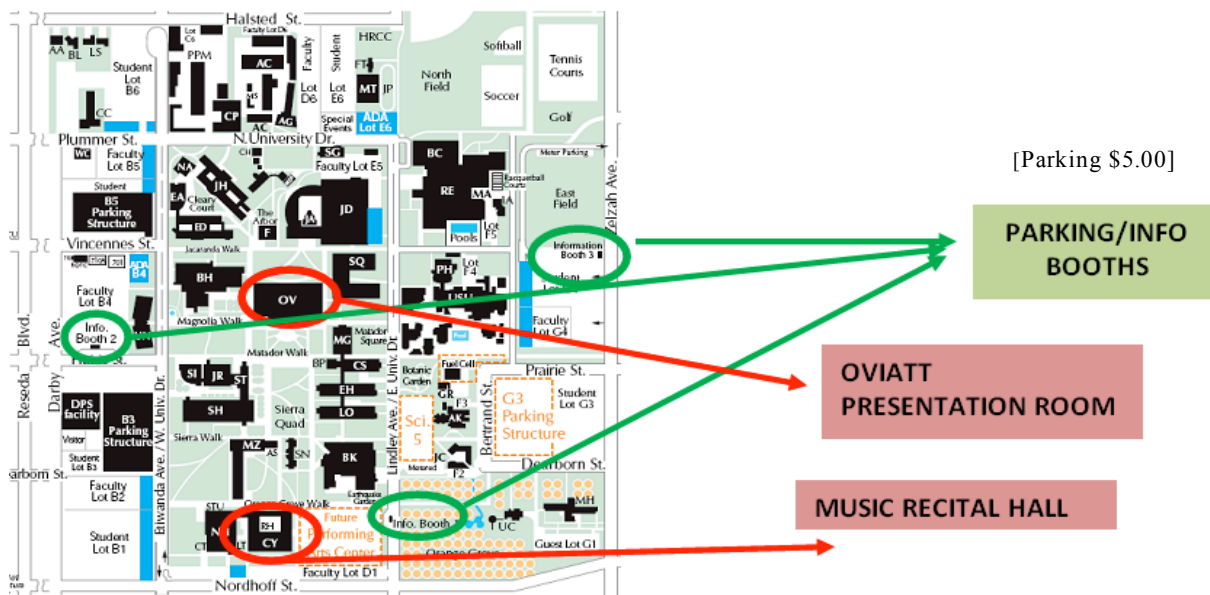 Halsted St.
Lot C6
Faculty Lot D6
Faculty Lot D6
Student Lot E6
HRCC
AA
BL
LS
Student Lot B6
PPM
AC
MS
FT
MT
JP
North Field
Softball
Tennis Courts
Soccer
Golf
CC
CP
AC
AG
Special Events
ADA Lot E6
Plummer St.
N.University Dr.
WC
Faculty Lot B5
CH
SG
Faculty Lot E5
BC
Meter Parking
Racquetball Courts
Zelzah Ave.
[Parking $5.00]
Student
B5 Parking Structure
NA
JH
EA
Cleary Court
ED
The Arbor
F
JD
RE
MA
East Field
Lot F5
Pools
Vincennes St.
Jacaranda Walk
Information Booth 3
PARKING/INFO
BOOTHS
ADA B4
Faculty Lot B4
BH
OV
SQ
PH
Lot F4
USU
Faculty Lot G4
Info. Booth 2
Magnolia Walk
Matador Walk
MG
Matador Square
Reseda Blvd.
Darby Ave.
Etiwanda Ave. / W. Univ. Dr.
Lindley Ave. / E. Univ. Dr.
BP
CS
Botanic Garden
Fuel Cell
Prairie St.
OVIATT
PRESENTATION ROOM
SI
JR
ST
EH
GR
F3
Bertrand St.
G3 Parking Structure
Student Lot G3
DPS facility
B3 Parking Structure
SH
LO
Sierra Quad
Sci. 5
AK
Visitor
Sierra Walk
Student Lot B3
MZ
AS
SN
BK
JC
Metered
F2
Dearborn St.
Faculty Lot B2
Orange Grove Walk
MH
MUSIC RECITAL HALL
STU
RH
CY
CT
LT
Future Performing Arts Center
Info. Booth
UC
Student Lot B1
Orange Grove
Guest Lot G1
Faculty Lot D1
Nordhoff St.